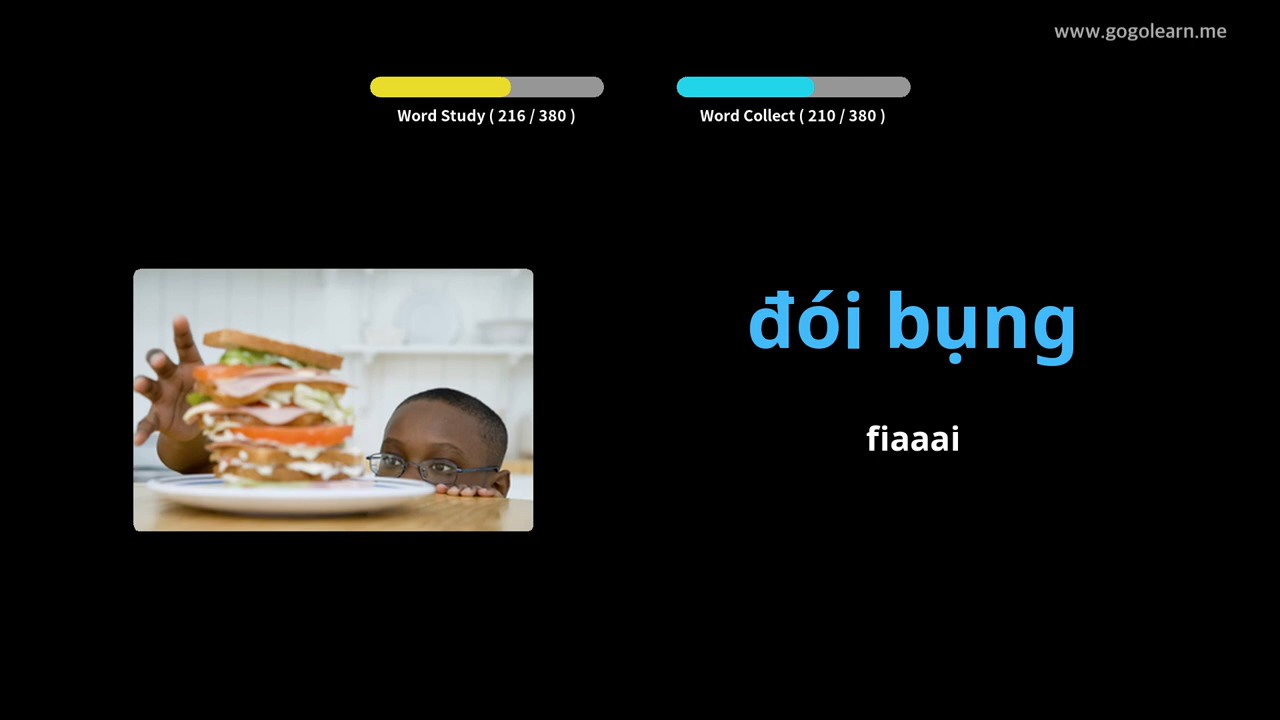 www.gogolearn.me
Word Study ( 216 / 380 )
Word Collect ( 210 / 380 )
đói bụng
fiaaai